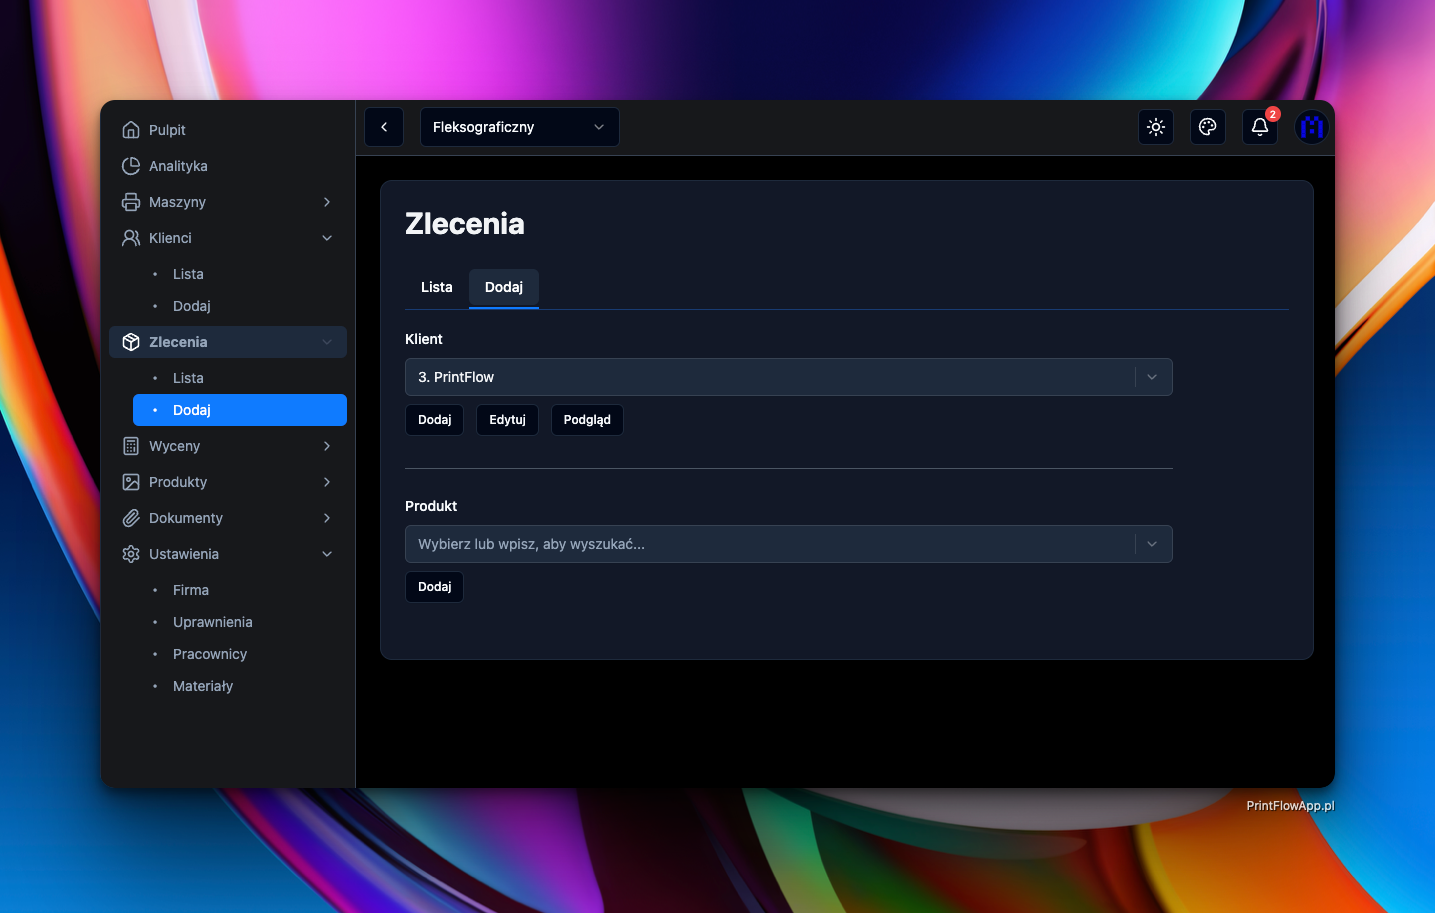 Pulpit
Analityka
Maszyny
Klienci
Lista
Dodaj
Zlecenia
Lista
Dodaj
Wyceny
Produkty
Dokumenty
Ustawienia
Firma
Uprawnienia
Pracownicy
Materiały
Fleksograficzny
2
Zlecenia
Lista Dodaj
Klient
3. PrintFlow
Dodaj Edytuj Podgląd
Produkt
Wybierz lub wpisz, aby wyszukać...
Dodaj
PrintFlowApp.pl